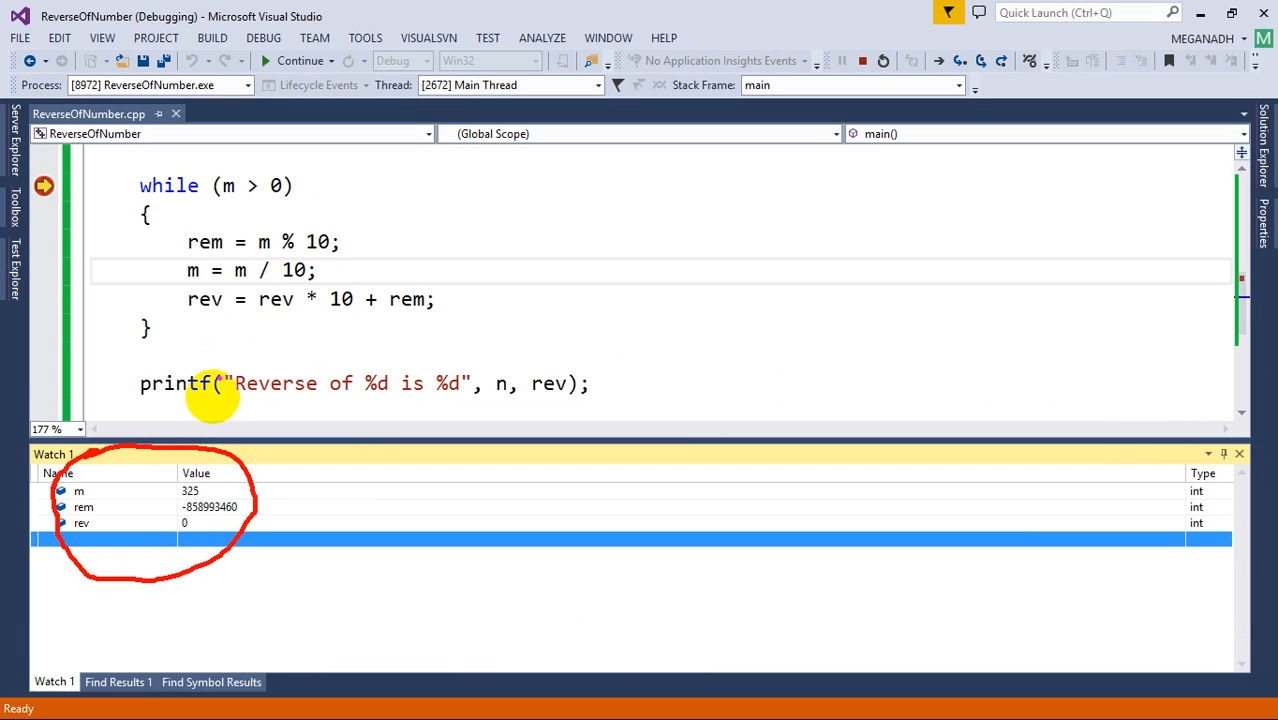 ReverseOfNumber (Debugging) - Microsoft Visual Studio
Quick Launch (Ctrl+Q)
FILE EDIT VIEW PROJECT BUILD DEBUG TEAM TOOLS VISUALSVN TEST ANALYZE WINDOW HELP
MEGANADH M
Continue Debug Win32 No Application Insights Events
Process: [8972] ReverseOfNumber.exe Lifecycle Events Thread: [2672] Main Thread Stack Frame: main
ReverseOfNumber.cpp
ReverseOfNumber (Global Scope) main()
Server Explorer
Toolbox
Test Explorer
Solution Explorer
Properties
while (m > 0)
{
rem = m % 10;
m = m / 10;
rev = rev * 10 + rem;
}
printf("Reverse of %d is %d", n, rev);
177 %
Watch 1
Name Value Type
m 325 int
rem -858993460 int
rev 0 int
Watch 1 Find Results 1 Find Symbol Results
Ready